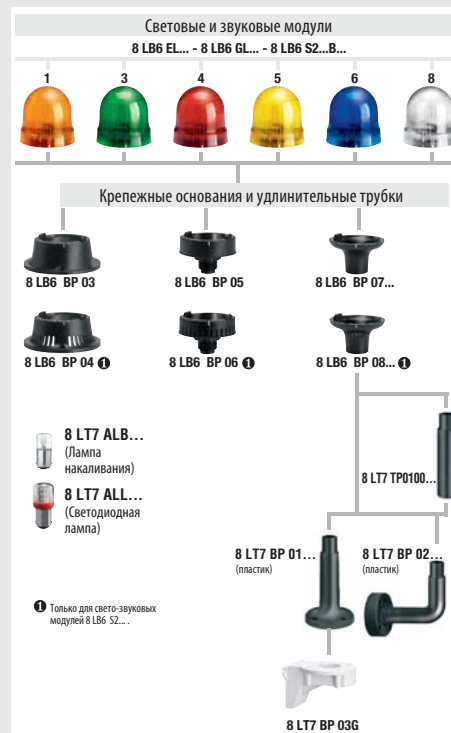 Световые и звуковые модули
8 LB6 EL... - 8 LB6 GL... - 8 LB6 S2...B...
1 3 4 5 6 8
Крепежные основания и удлинительные трубки
8 LB6 BP 03 8 LB6 BP 05 8 LB6 BP 07...
8 LB6 BP 04 ❶ 8 LB6 BP 06 ❶ 8 LB6 BP 08... ❶
8 LT7 ALB...
(Лампа
накаливания)
8 LT7 ALL...
(Светодиодная
лампа)
8 LT7 TP0100...
8 LT7 BP 01... 8 LT7 BP 02...
(пластик) (пластик)
❶ Только для свето-звуковых
модулей 8 LB6 S2... .
8 LT7 BP 03G